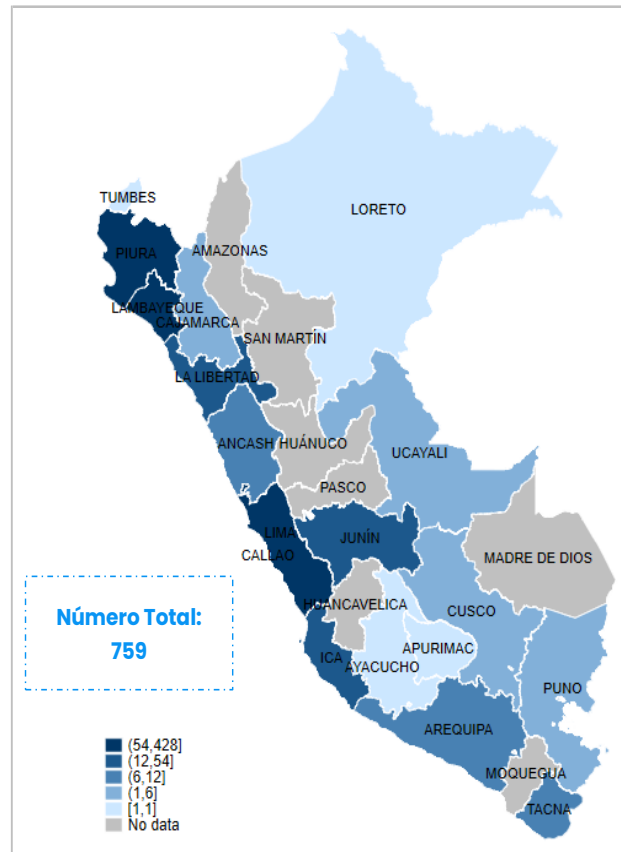 TUMBES
LORETO
PIURA
AMAZONAS
LAMBAYEQUE
CAJAMARCA
SAN MARTÍN
LA LIBERTAD
ANCASH
HUÁNUCO
UCAYALI
PASCO
LIMA
JUNÍN
CALLAO
MADRE DE DIOS
HUANCAVELICA
CUSCO
Número Total:
759
ICA
APURIMAC
AYACUCHO
PUNO
AREQUIPA
MOQUEGUA
TACNA
(54,428]
(12,54]
(6,12]
(1,6]
[1,1]
No data